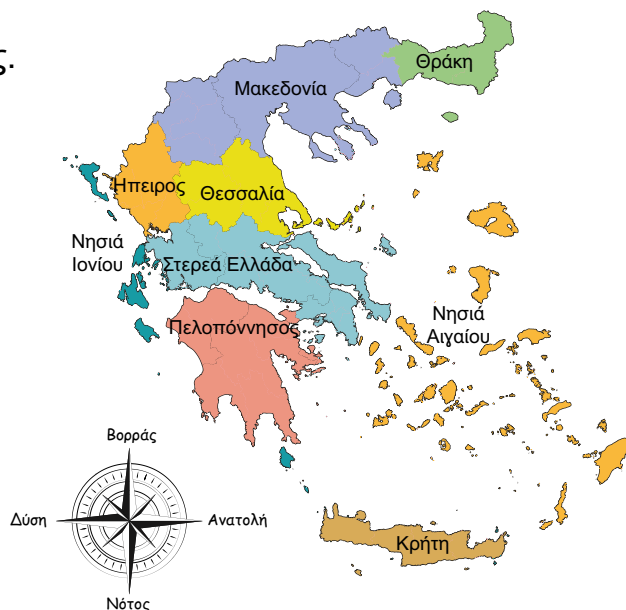 ς.
Θράκη
Μακεδονία
Ήπειρος
Θεσσαλία
Νησιά
Ιονίου
Στερεά Ελλάδα
Νησιά
Αιγαίου
Πελοπόννησος
Βορράς
Δύση
Ανατολή
Κρήτη
Νότος